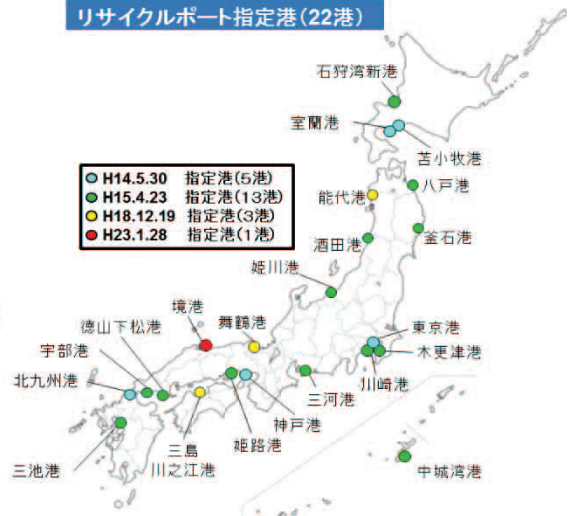 リサイクルポート指定港(22港)
石狩湾新港
室蘭港
苫小牧港
H14.5.30 指定港(5港)
H15.4.23 指定港(13港)
H18.12.19 指定港(3港)
H23.1.28 指定港(1港)
能代港
八戸港
酒田港
釜石港
姫川港
境港
舞鶴港
徳山下松港
東京港
宇部港
木更津港
北九州港
川崎港
三河港
神戸港
姫路港
三島
川之江港
三池港
中城湾港